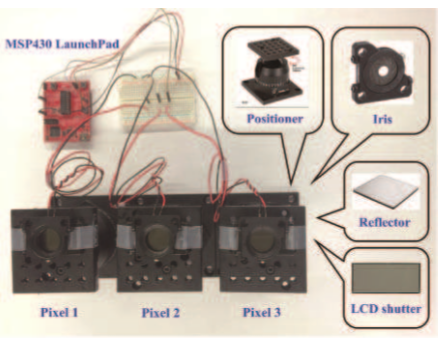 MSP430 LaunchPad
Positioner
Iris
Reflector
LCD shutter
Pixel 1
Pixel 2
Pixel 3